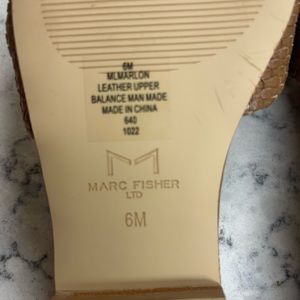 6M
MLMARLON
LEATHER UPPER
BALANCE MAN MADE
MADE IN CHINA
640
1022
MARC FISHER
LTD
6M